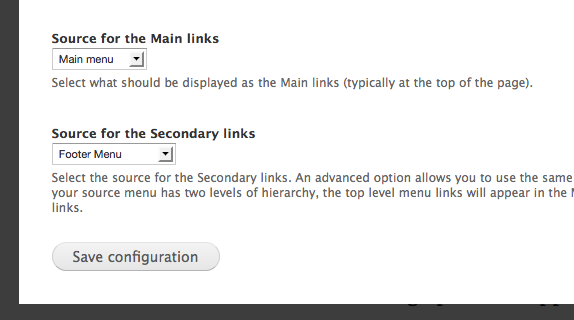 Source for the Main links
Main menu
Select what should be displayed as the Main links (typically at the top of the page).
Source for the Secondary links
Footer Menu
Select the source for the Secondary links. An advanced option allows you to use the same
your source menu has two levels of hierarchy, the top level menu links will appear in the
links.
Save configuration